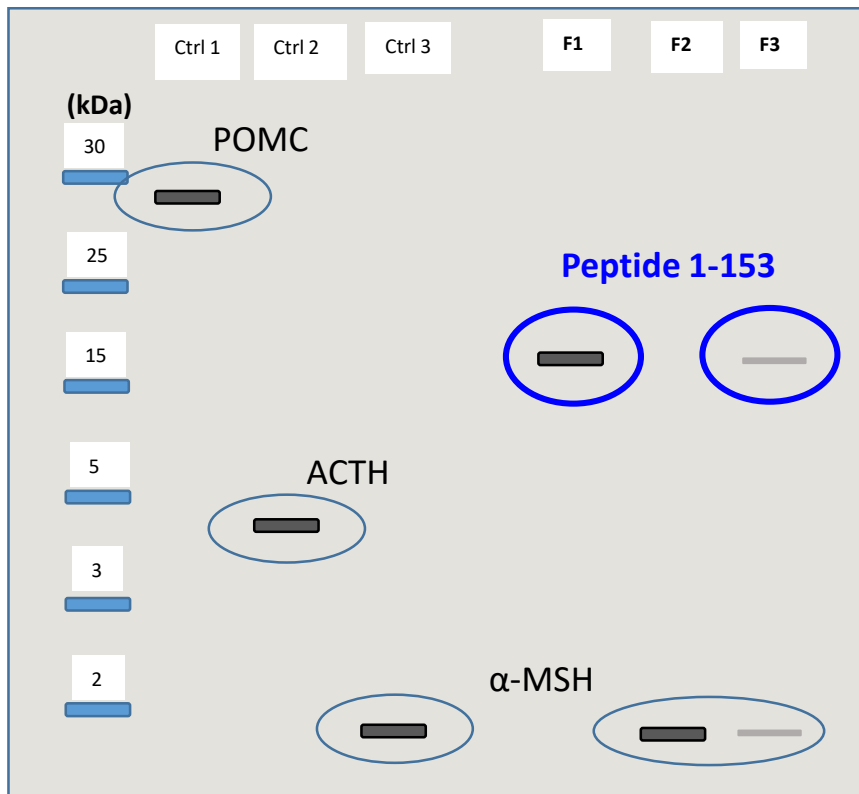 Ctrl 1 Ctrl 2 Ctrl 3 F1 F2 F3
(kDa)
30
POMC
25
Peptide 1-153
15
5
ACTH
3
2
α-MSH